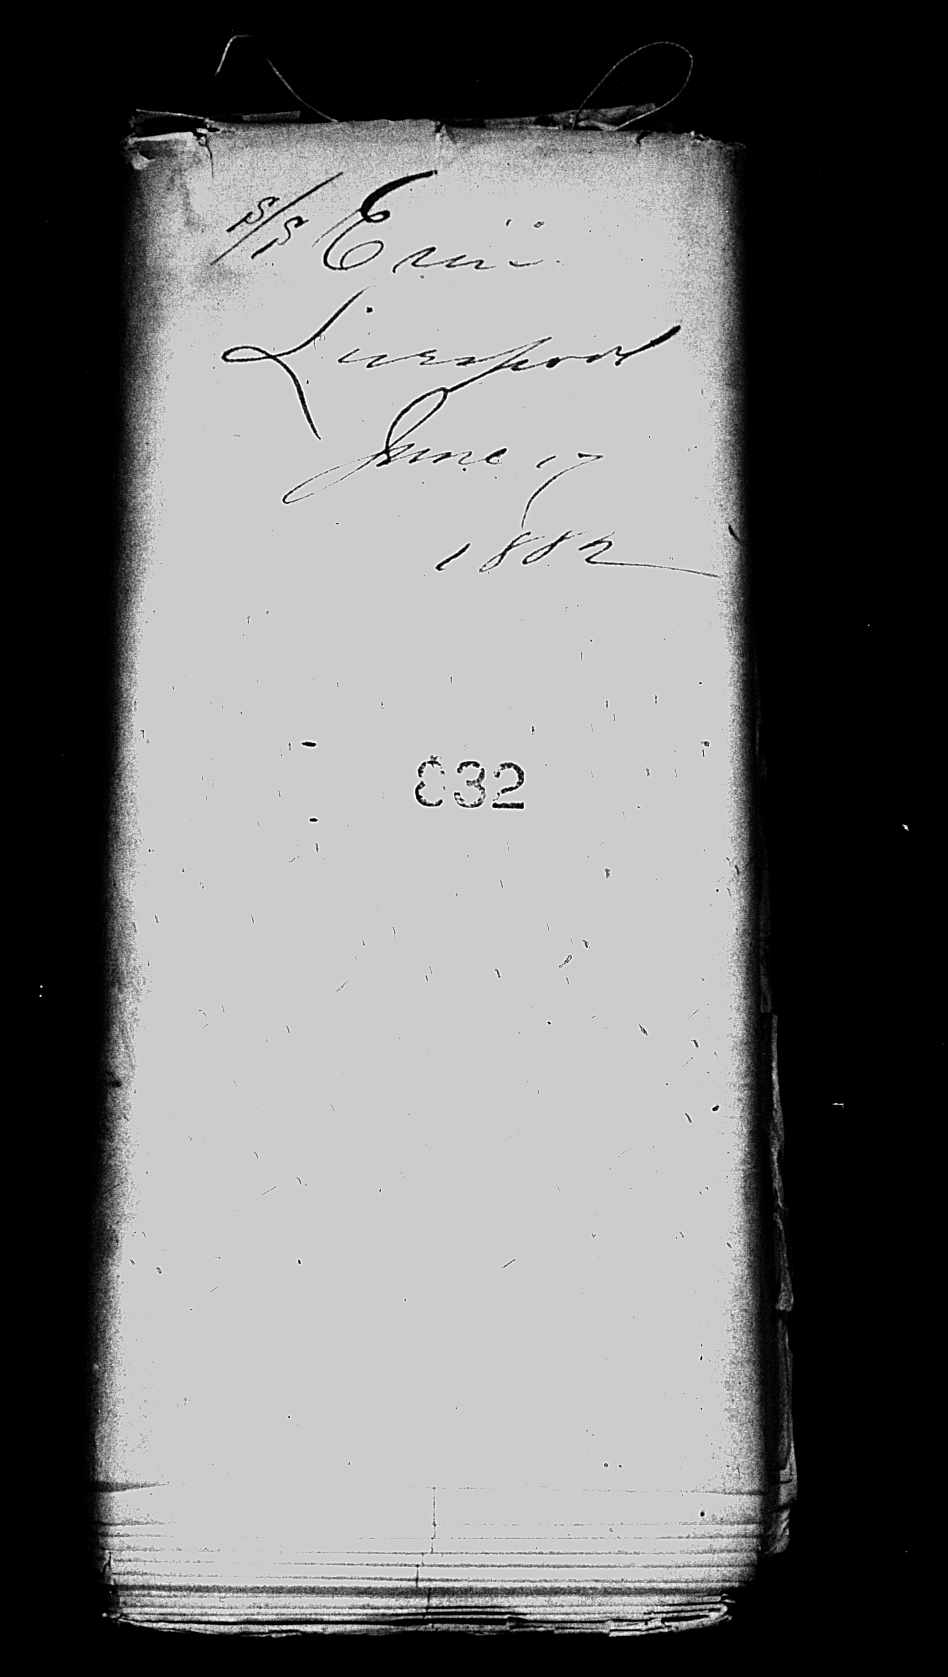 S/S Erin
Liverpool
June 17
1882
832